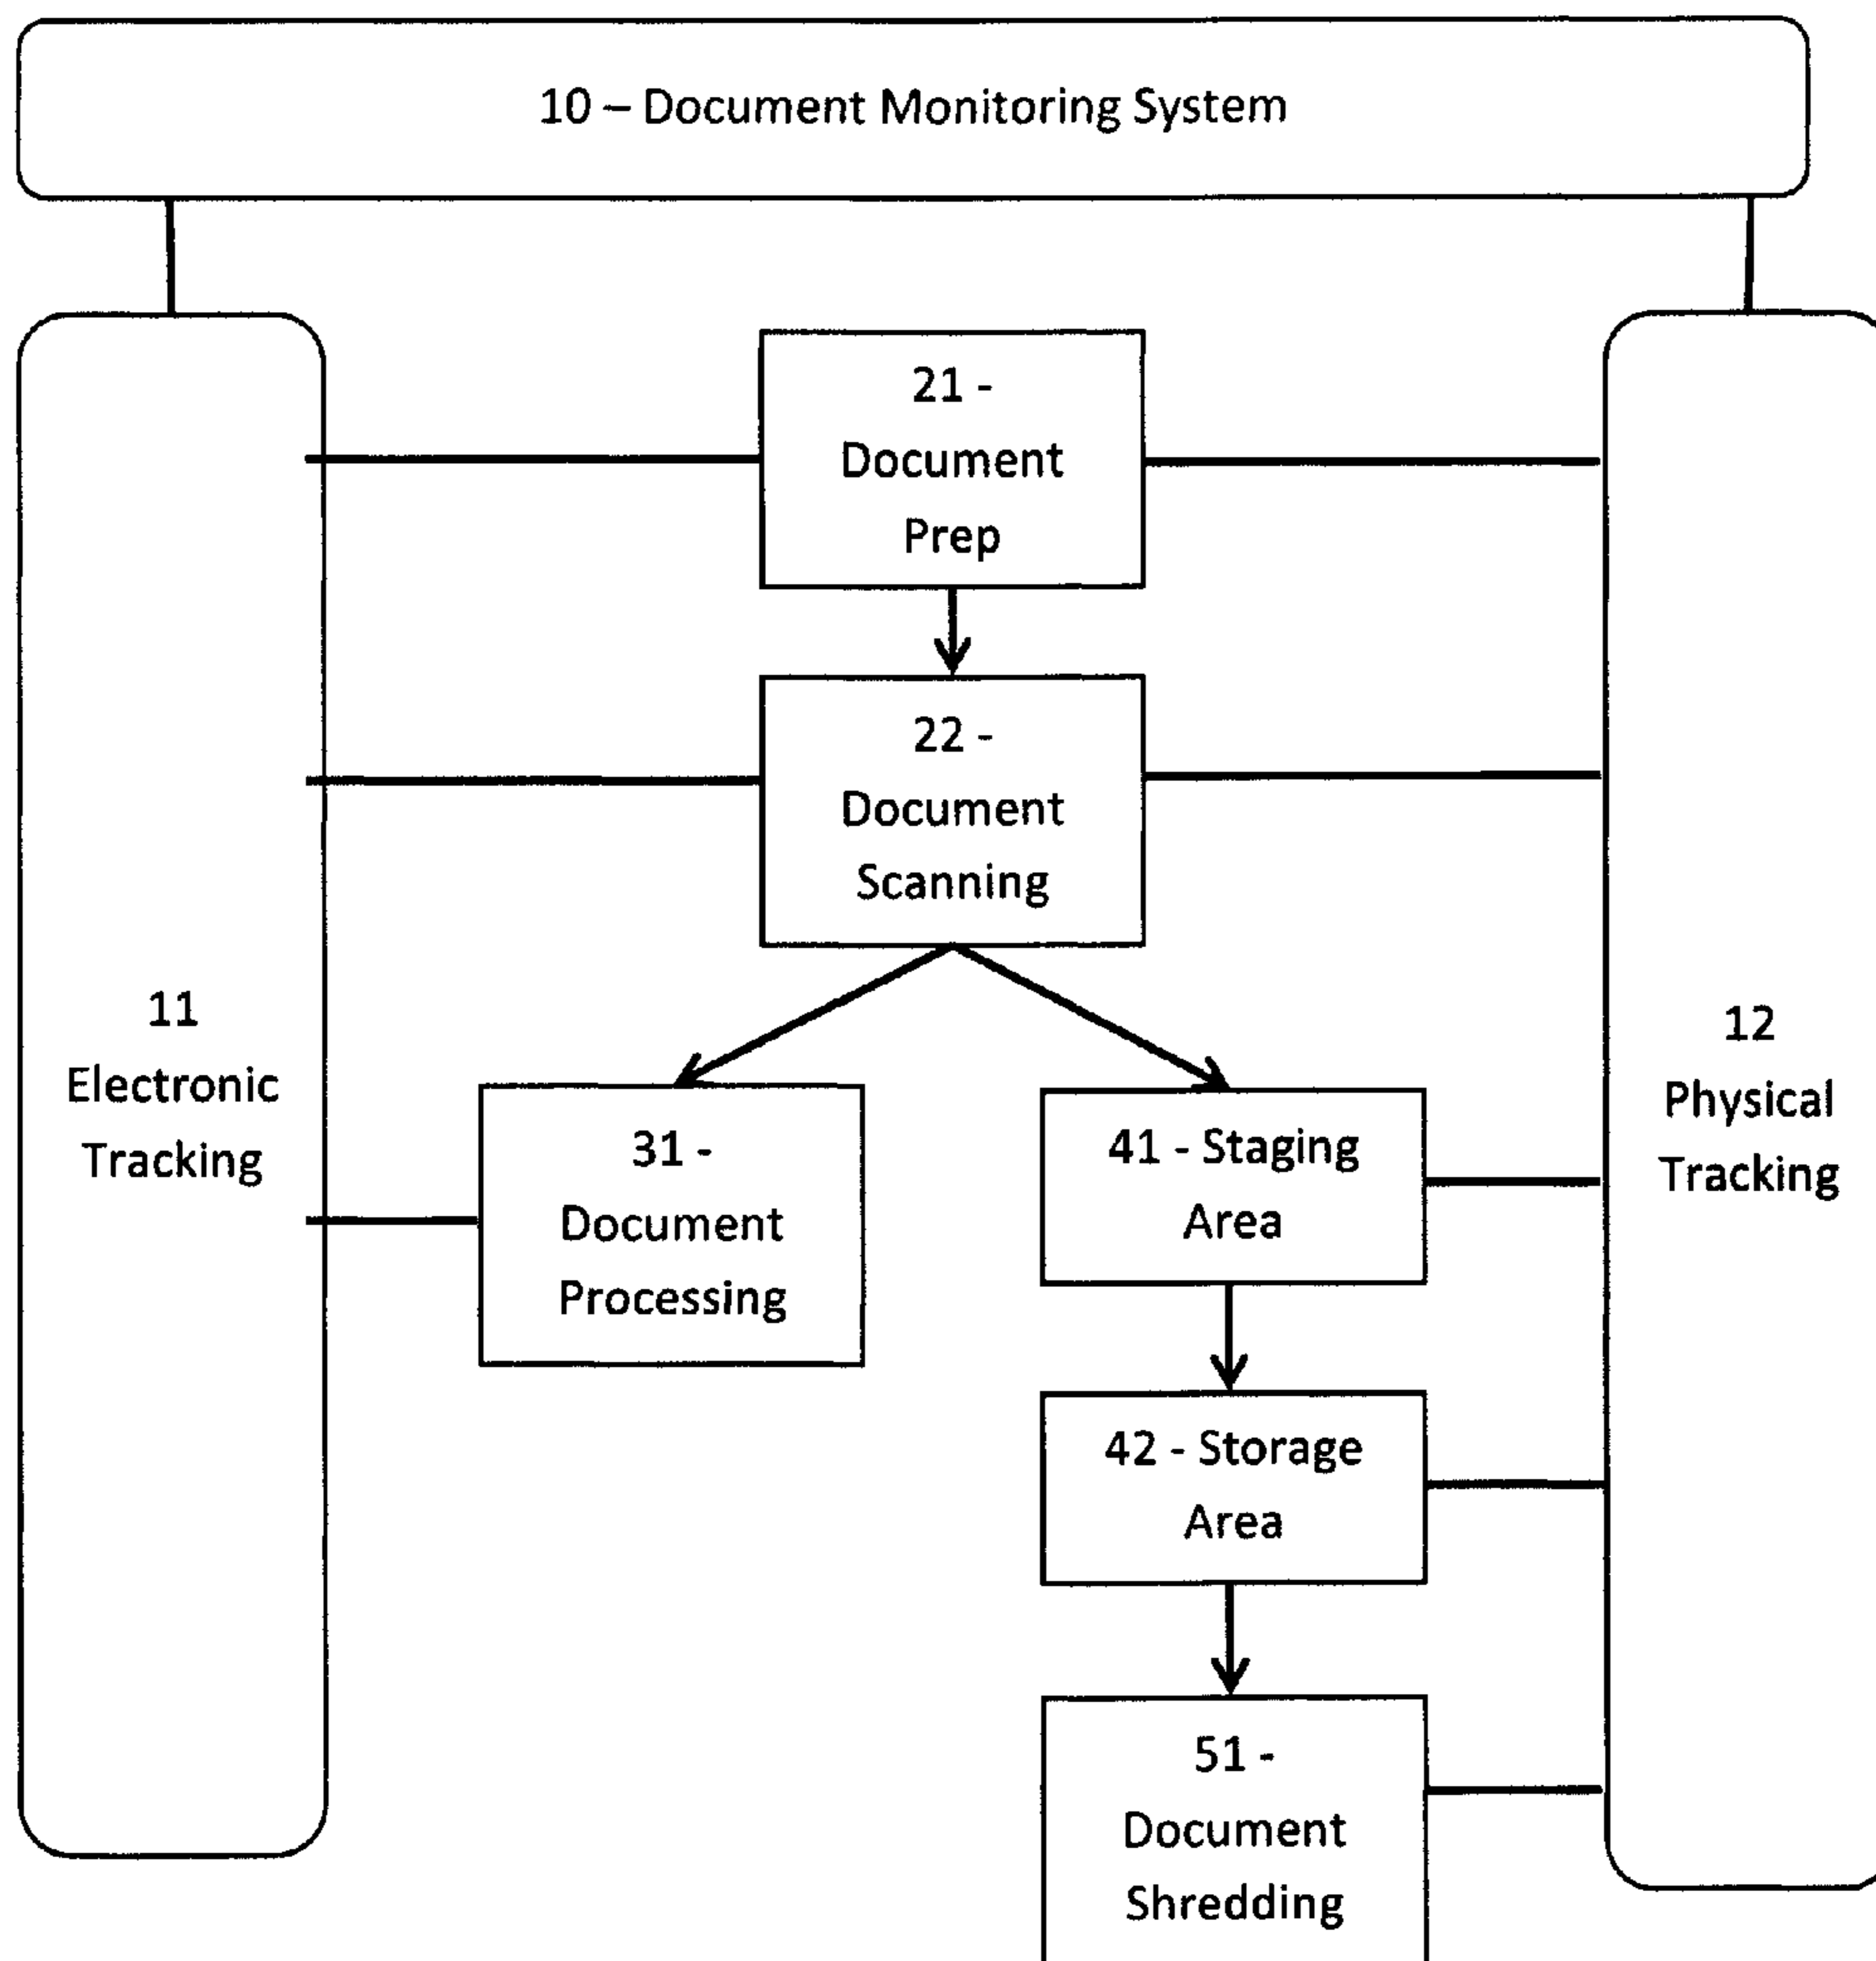 10 – Document Monitoring System
21 -
Document
Prep
22 -
Document
Scanning
11
Electronic
Tracking
12
Physical
Tracking
31 -
Document
Processing
41 - Staging
Area
42 - Storage
Area
51 -
Document
Shredding